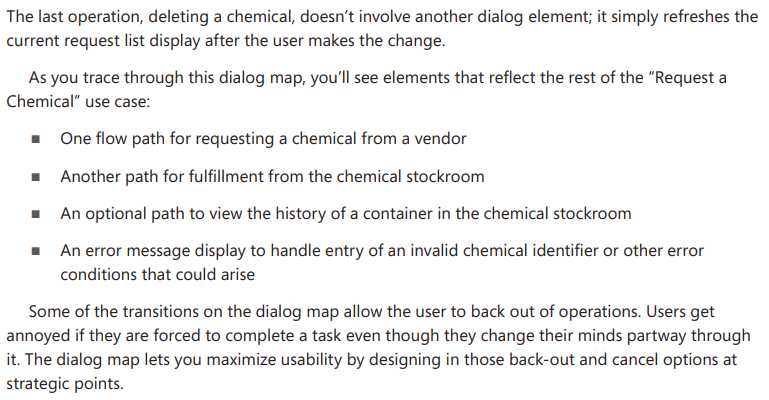 The last operation, deleting a chemical, doesn’t involve another dialog element; it simply refreshes the
current request list display after the user makes the change.
As you trace through this dialog map, you’ll see elements that reflect the rest of the “Request a
Chemical” use case:
■ One flow path for requesting a chemical from a vendor
■ Another path for fulfillment from the chemical stockroom
■ An optional path to view the history of a container in the chemical stockroom
■ An error message display to handle entry of an invalid chemical identifier or other error
conditions that could arise
Some of the transitions on the dialog map allow the user to back out of operations. Users get
annoyed if they are forced to complete a task even though they change their minds partway through
it. The dialog map lets you maximize usability by designing in those back-out and cancel options at
strategic points.